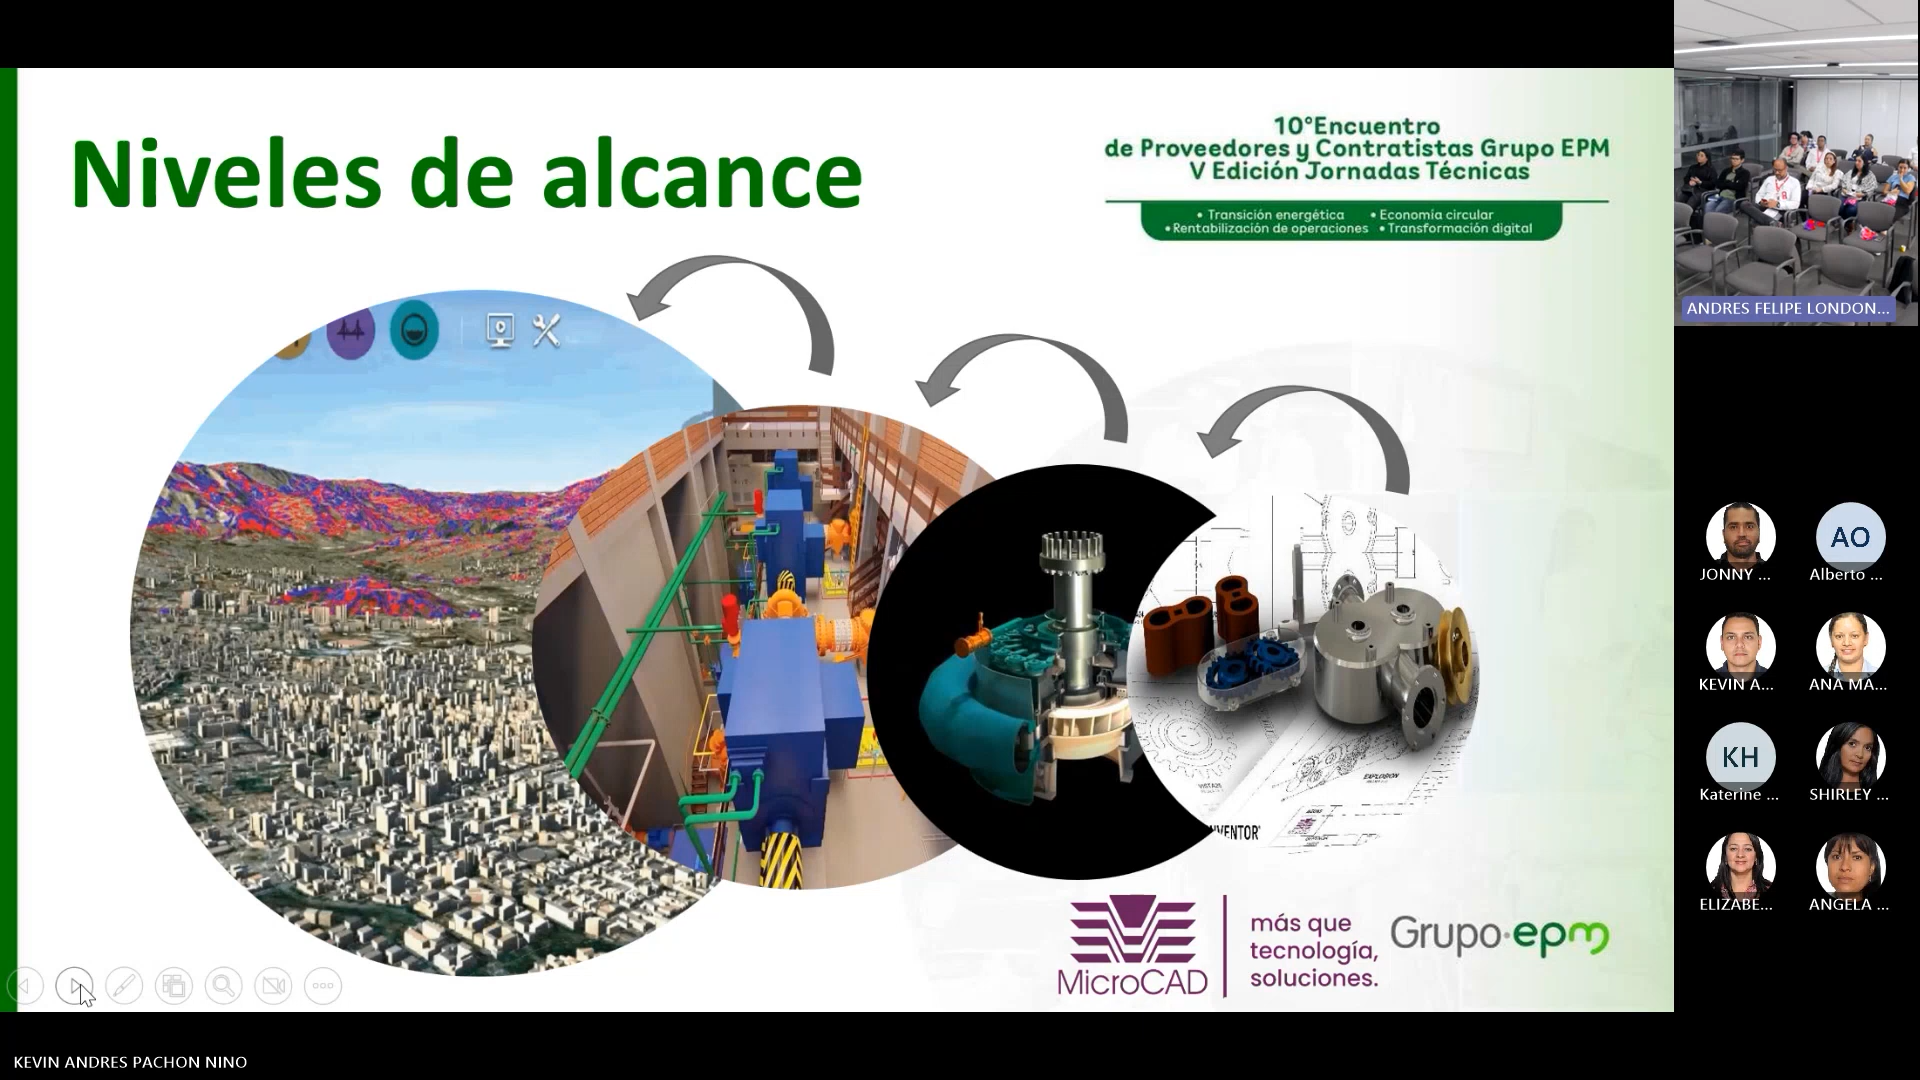 Niveles de alcance
10°Encuentro
de Proveedores y Contratistas Grupo EPM
V Edición Jornadas Técnicas
• Transición energética • Economía circular
• Rentabilización de operaciones • Transformación digital
EXPLOSION
NVENTOR
MicroCAD
más que
tecnología,
soluciones.
Grupo·epm
ANDRES FELIPE LONDON...
JONNY ...
AO
Alberto ...
KEVIN A...
ANA MA...
KH
Katerine ...
SHIRLEY ...
ELIZABE...
ANGELA ...
KEVIN ANDRES PACHON NINO